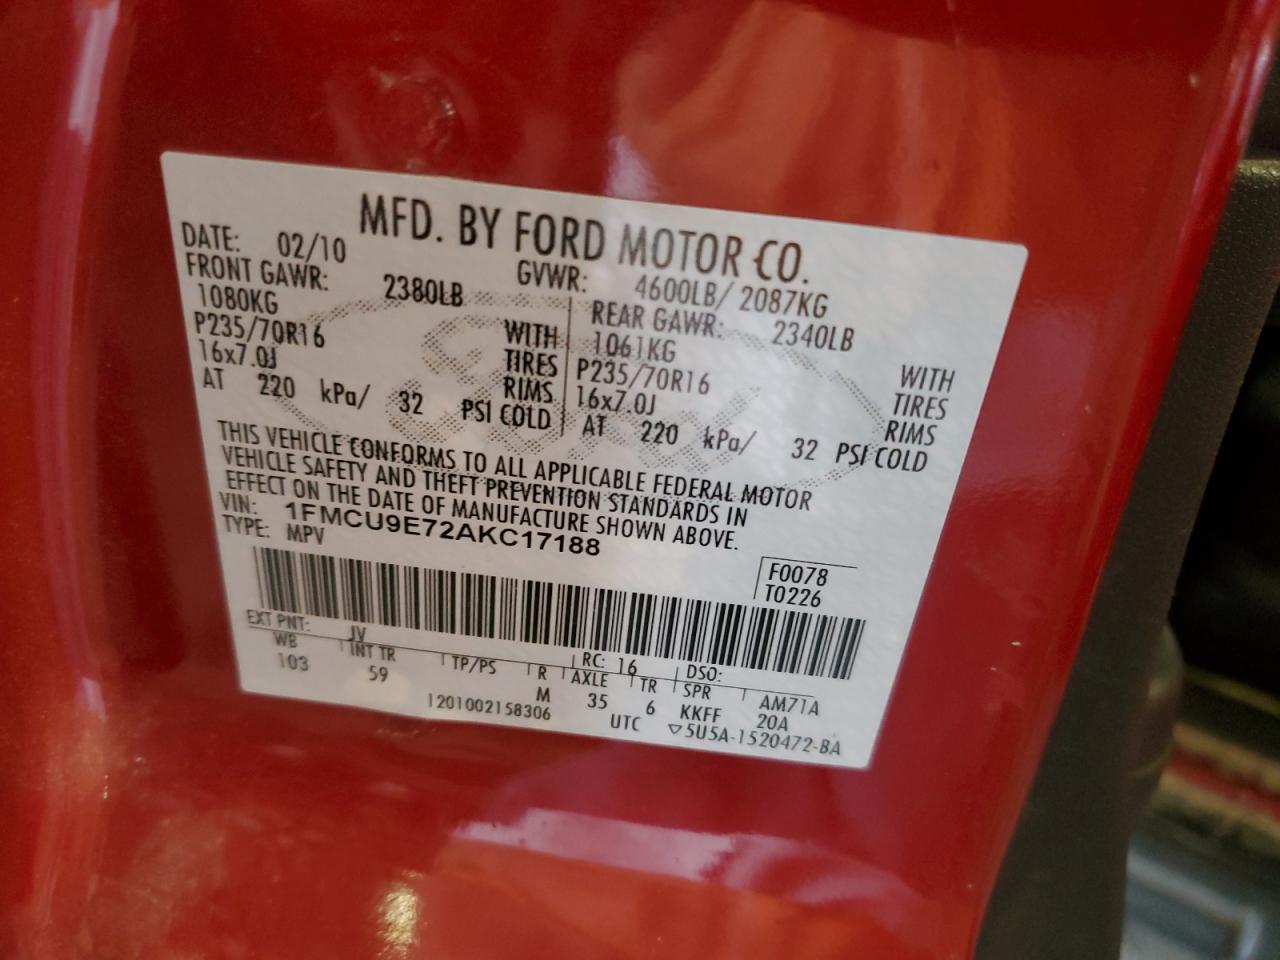 MFD. BY FORD MOTOR CO.
DATE: 02/10 GVWR: 4600LB/ 2087KG
FRONT GAWR: 2380LB REAR GAWR: 2340LB
1080KG WITH 1061KG WITH
P235/70R16 TIRES P235/70R16 TIRES
16x7.0J RIMS 16x7.0J RIMS
AT 220 kPa/ 32 PSI COLD AT 220 kPa/ 32 PSI COLD
THIS VEHICLE CONFORMS TO ALL APPLICABLE FEDERAL MOTOR
VEHICLE SAFETY AND THEFT PREVENTION STANDARDS IN
EFFECT ON THE DATE OF MANUFACTURE SHOWN ABOVE.
VIN: 1FMCU9E72AKC17188
TYPE: MPV
F0078
T0226
EXT PNT: JV RC: 16 DSO:
WB INT TR TP/PS R AXLE TR SPR AM71A
103 59 M 35 6 KKFF 20A
1201002158306 UTC ▽5U5A-1520472-BA
Ford